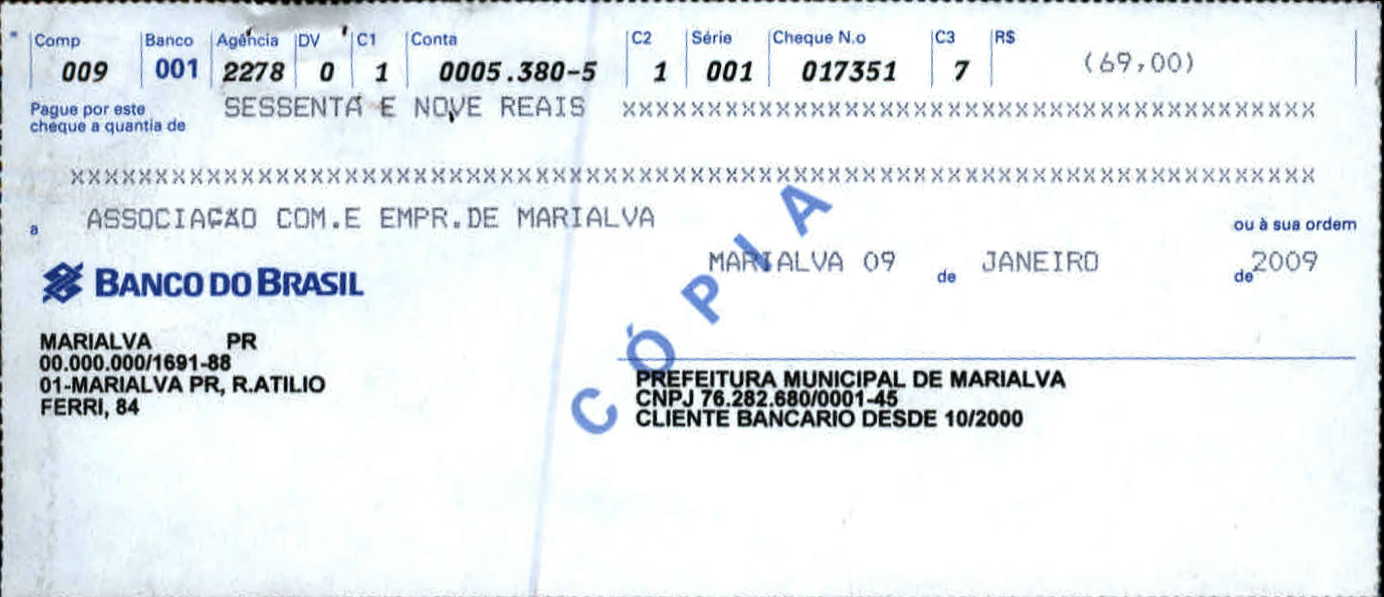 Comp Banco Agência DV C1 Conta C2 Série Cheque N.o C3 R$
009 001 2278 0 1 0005.380-5 1 001 017351 7 (69,00)
Pague por este
cheque a quantia de SESSENTA E NOVE REAIS XXXXXXXXXXXXXXXXXXXXXXXXXXXXXXXXXXXXXXXX
XXXXXXXXXXXXXXXXXXXXXXXXXXXXXXXXXXXXXXXXXXXXXXXXXXXXXXXXXXXXXXXXXXXXXXXX
a ASSOCIAÇÃO COM.E EMPR.DE MARIALVA ou à sua ordem
MARIALVA 09 de JANEIRO de 2009
BANCO DO BRASIL
MARIALVA PR
00.000.000/1691-88
01-MARIALVA PR, R.ATILIO
FERRI, 84
PREFEITURA MUNICIPAL DE MARIALVA
CNPJ 76.282.680/0001-45
CLIENTE BANCARIO DESDE 10/2000
CÓPIA